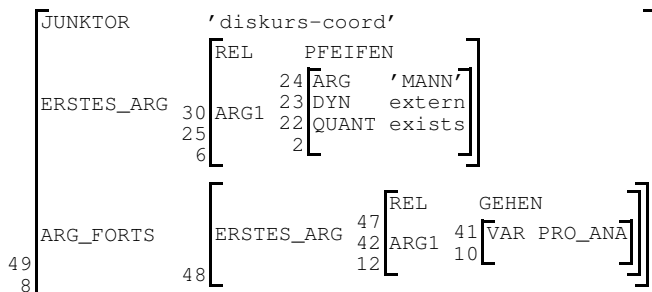 JUNKTOR 'diskurs-coord'
REL PFEIFEN
24 ARG 'MANN'
ERSTES_ARG 30 ARG1 23 DYN extern
25 22 QUANT exists
6 2
REL GEHEN
ARG_FORTS ERSTES_ARG 47 41 VAR PRO_ANA
42 ARG1 10
49 48 12
8